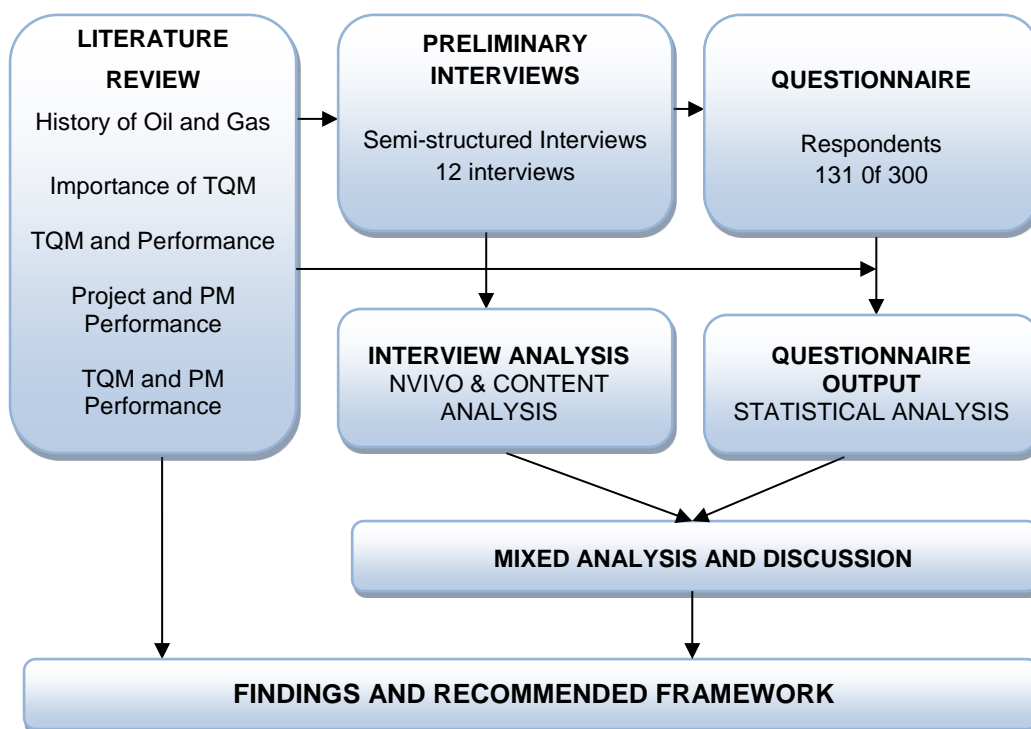 LITERATURE
REVIEW
History of Oil and Gas
Importance of TQM
TQM and Performance
Project and PM
Performance
TQM and PM
Performance
PRELIMINARY
INTERVIEWS
Semi-structured Interviews
12 interviews
QUESTIONNAIRE
Respondents
131 0f 300
INTERVIEW ANALYSIS
NVIVO & CONTENT
ANALYSIS
QUESTIONNAIRE
OUTPUT
STATISTICAL ANALYSIS
MIXED ANALYSIS AND DISCUSSION
FINDINGS AND RECOMMENDED FRAMEWORK